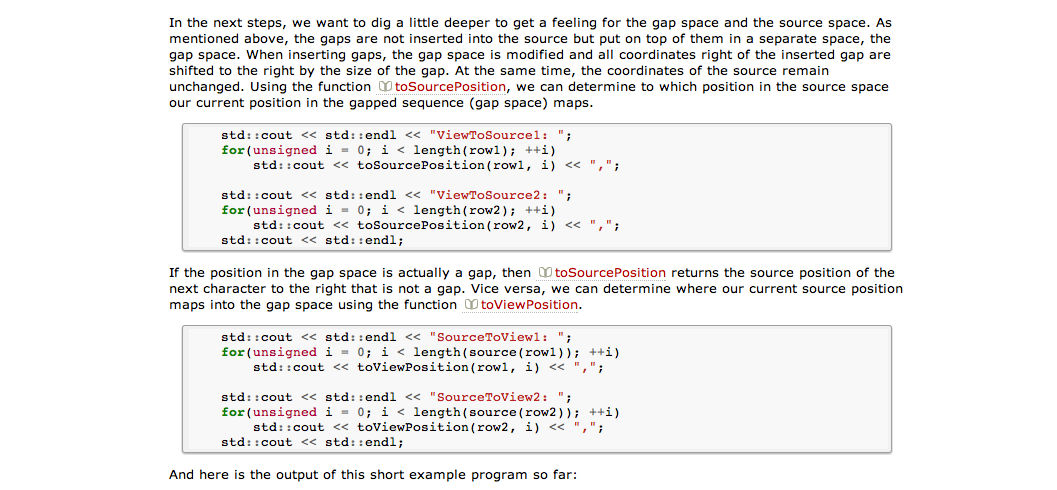 In the next steps, we want to dig a little deeper to get a feeling for the gap space and the source space. As
mentioned above, the gaps are not inserted into the source but put on top of them in a separate space, the
gap space. When inserting gaps, the gap space is modified and all coordinates right of the inserted gap are
shifted to the right by the size of the gap. At the same time, the coordinates of the source remain
unchanged. Using the function toSourcePosition, we can determine to which position in the source space
our current position in the gapped sequence (gap space) maps.
std::cout << std::endl << "ViewToSource1: ";
for(unsigned i = 0; i < length(row1); ++i)
std::cout << toSourcePosition(row1, i) << ",";
std::cout << std::endl << "ViewToSource2: ";
for(unsigned i = 0; i < length(row2); ++i)
std::cout << toSourcePosition(row2, i) << ",";
std::cout << std::endl;
If the position in the gap space is actually a gap, then toSourcePosition returns the source position of the
next character to the right that is not a gap. Vice versa, we can determine where our current source position
maps into the gap space using the function toViewPosition.
std::cout << std::endl << "SourceToView1: ";
for(unsigned i = 0; i < length(source(row1)); ++i)
std::cout << toViewPosition(row1, i) << ",";
std::cout << std::endl << "SourceToView2: ";
for(unsigned i = 0; i < length(source(row2)); ++i)
std::cout << toViewPosition(row2, i) << ",";
std::cout << std::endl;
And here is the output of this short example program so far: